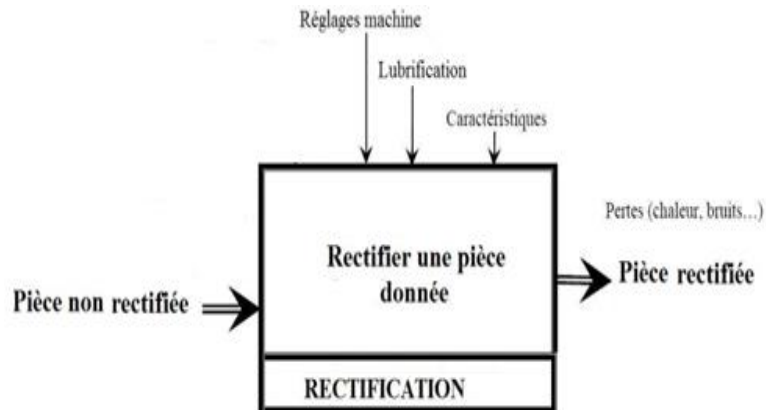 Réglages machine
Lubrification
Caractéristiques
Pertes (chaleur, bruits…)
Rectifier une pièce
donnée
Pièce rectifiée
Pièce non rectifiée
RECTIFICATION